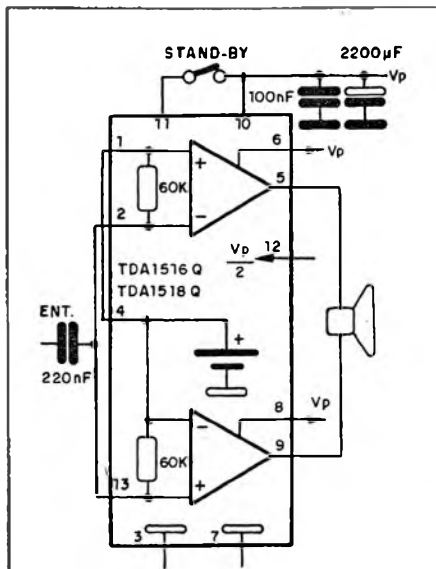 STAND-BY
2200µF
Vp
100nF
11
10
1
6
Vp
+
5
60K
2
-
Vp
2
12
TDA1516Q
TDA1518Q
4
+
ENT.
220nF
8
Vp
-
9
60K
13
+
3
7